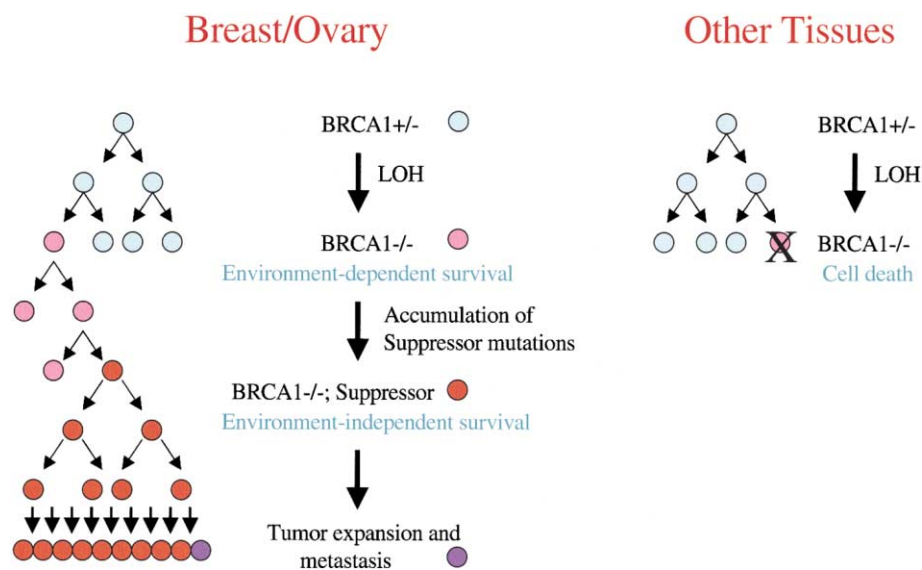 Breast/Ovary
BRCA1+/-
LOH
BRCA1-/-
Environment-dependent survival
Accumulation of
Suppressor mutations
BRCA1-/-; Suppressor
Environment-independent survival
Tumor expansion and
metastasis
Other Tissues
BRCA1+/-
LOH
X
BRCA1-/-
Cell death